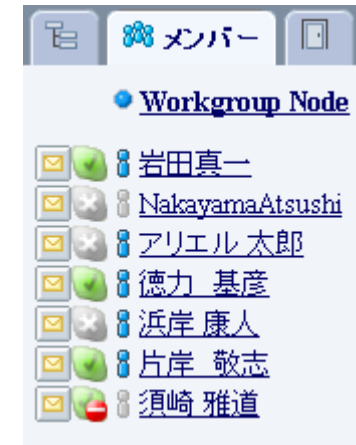 メンバー
Workgroup Node
岩田真一
NakayamaAtsushi
アリエル 太郎
徳力 基彦
浜岸 康人
片岸 敬志
須崎 雅道